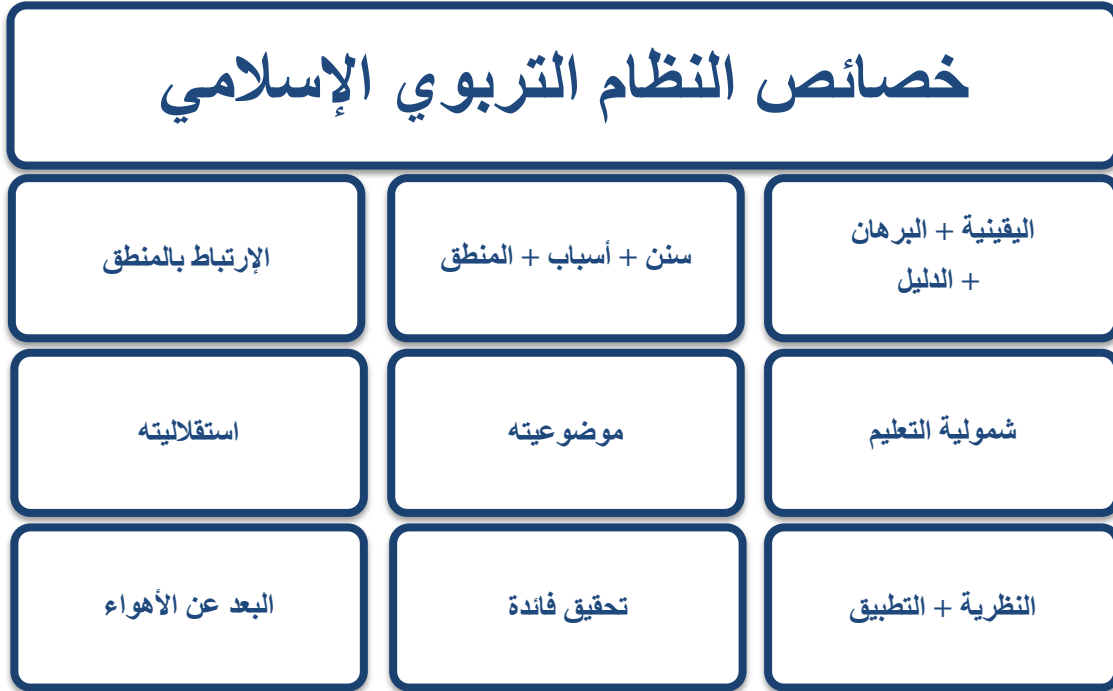 خصائص النظام التربوي الإسلامي
اليقينية + البرهان
+ الدليل
سنن + أسباب + المنطق
الإرتباط بالمنطق
شمولية التعليم
موضوعيته
استقلاليته
النظرية + التطبيق
تحقيق فائدة
البعد عن الأهواء